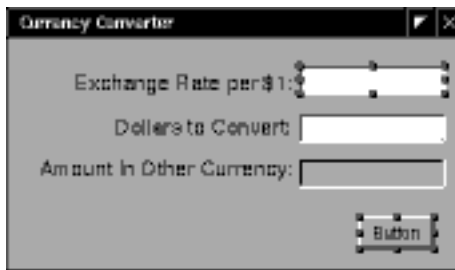 Currency Converter
Exchange Rate per $1:
Dollars to Convert:
Amount in Other Currency:
Button